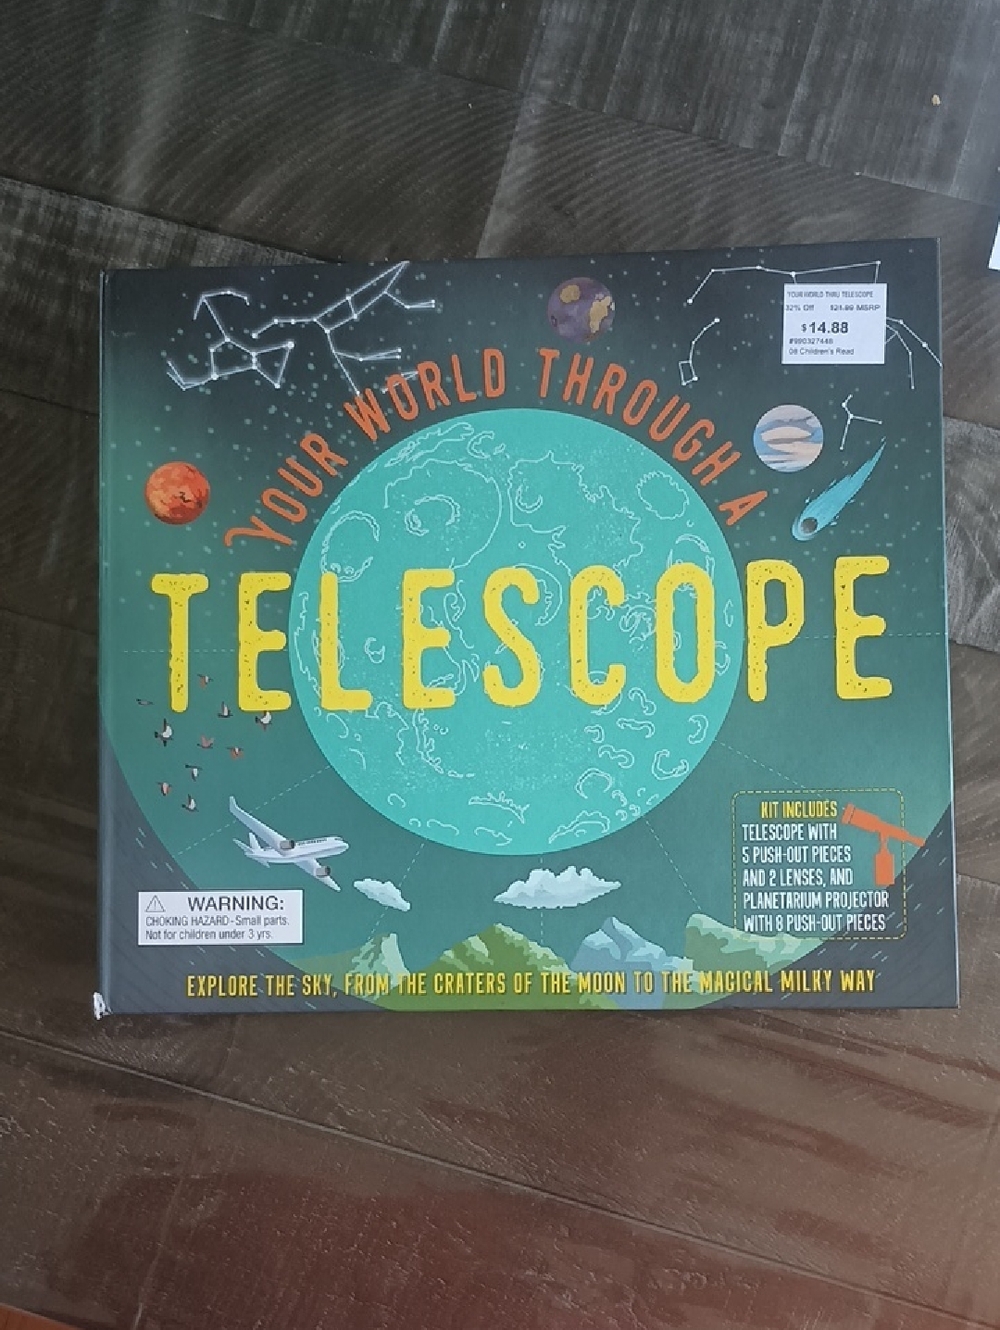 YOUR WORLD THRU TELESCOPE
32% Off $21.99 MSRP
$14.88
#990327448
08 Children's Read
YOUR WORLD THROUGH A
TELESCOPE
KIT INCLUDES
TELESCOPE WITH
5 PUSH-OUT PIECES
AND 2 LENSES, AND
PLANETARIUM PROJECTOR
WITH 8 PUSH-OUT PIECES
WARNING:
CHOKING HAZARD-Small parts.
Not for children under 3 yrs.
EXPLORE THE SKY, FROM THE CRATERS OF THE MOON TO THE MAGICAL MILKY WAY